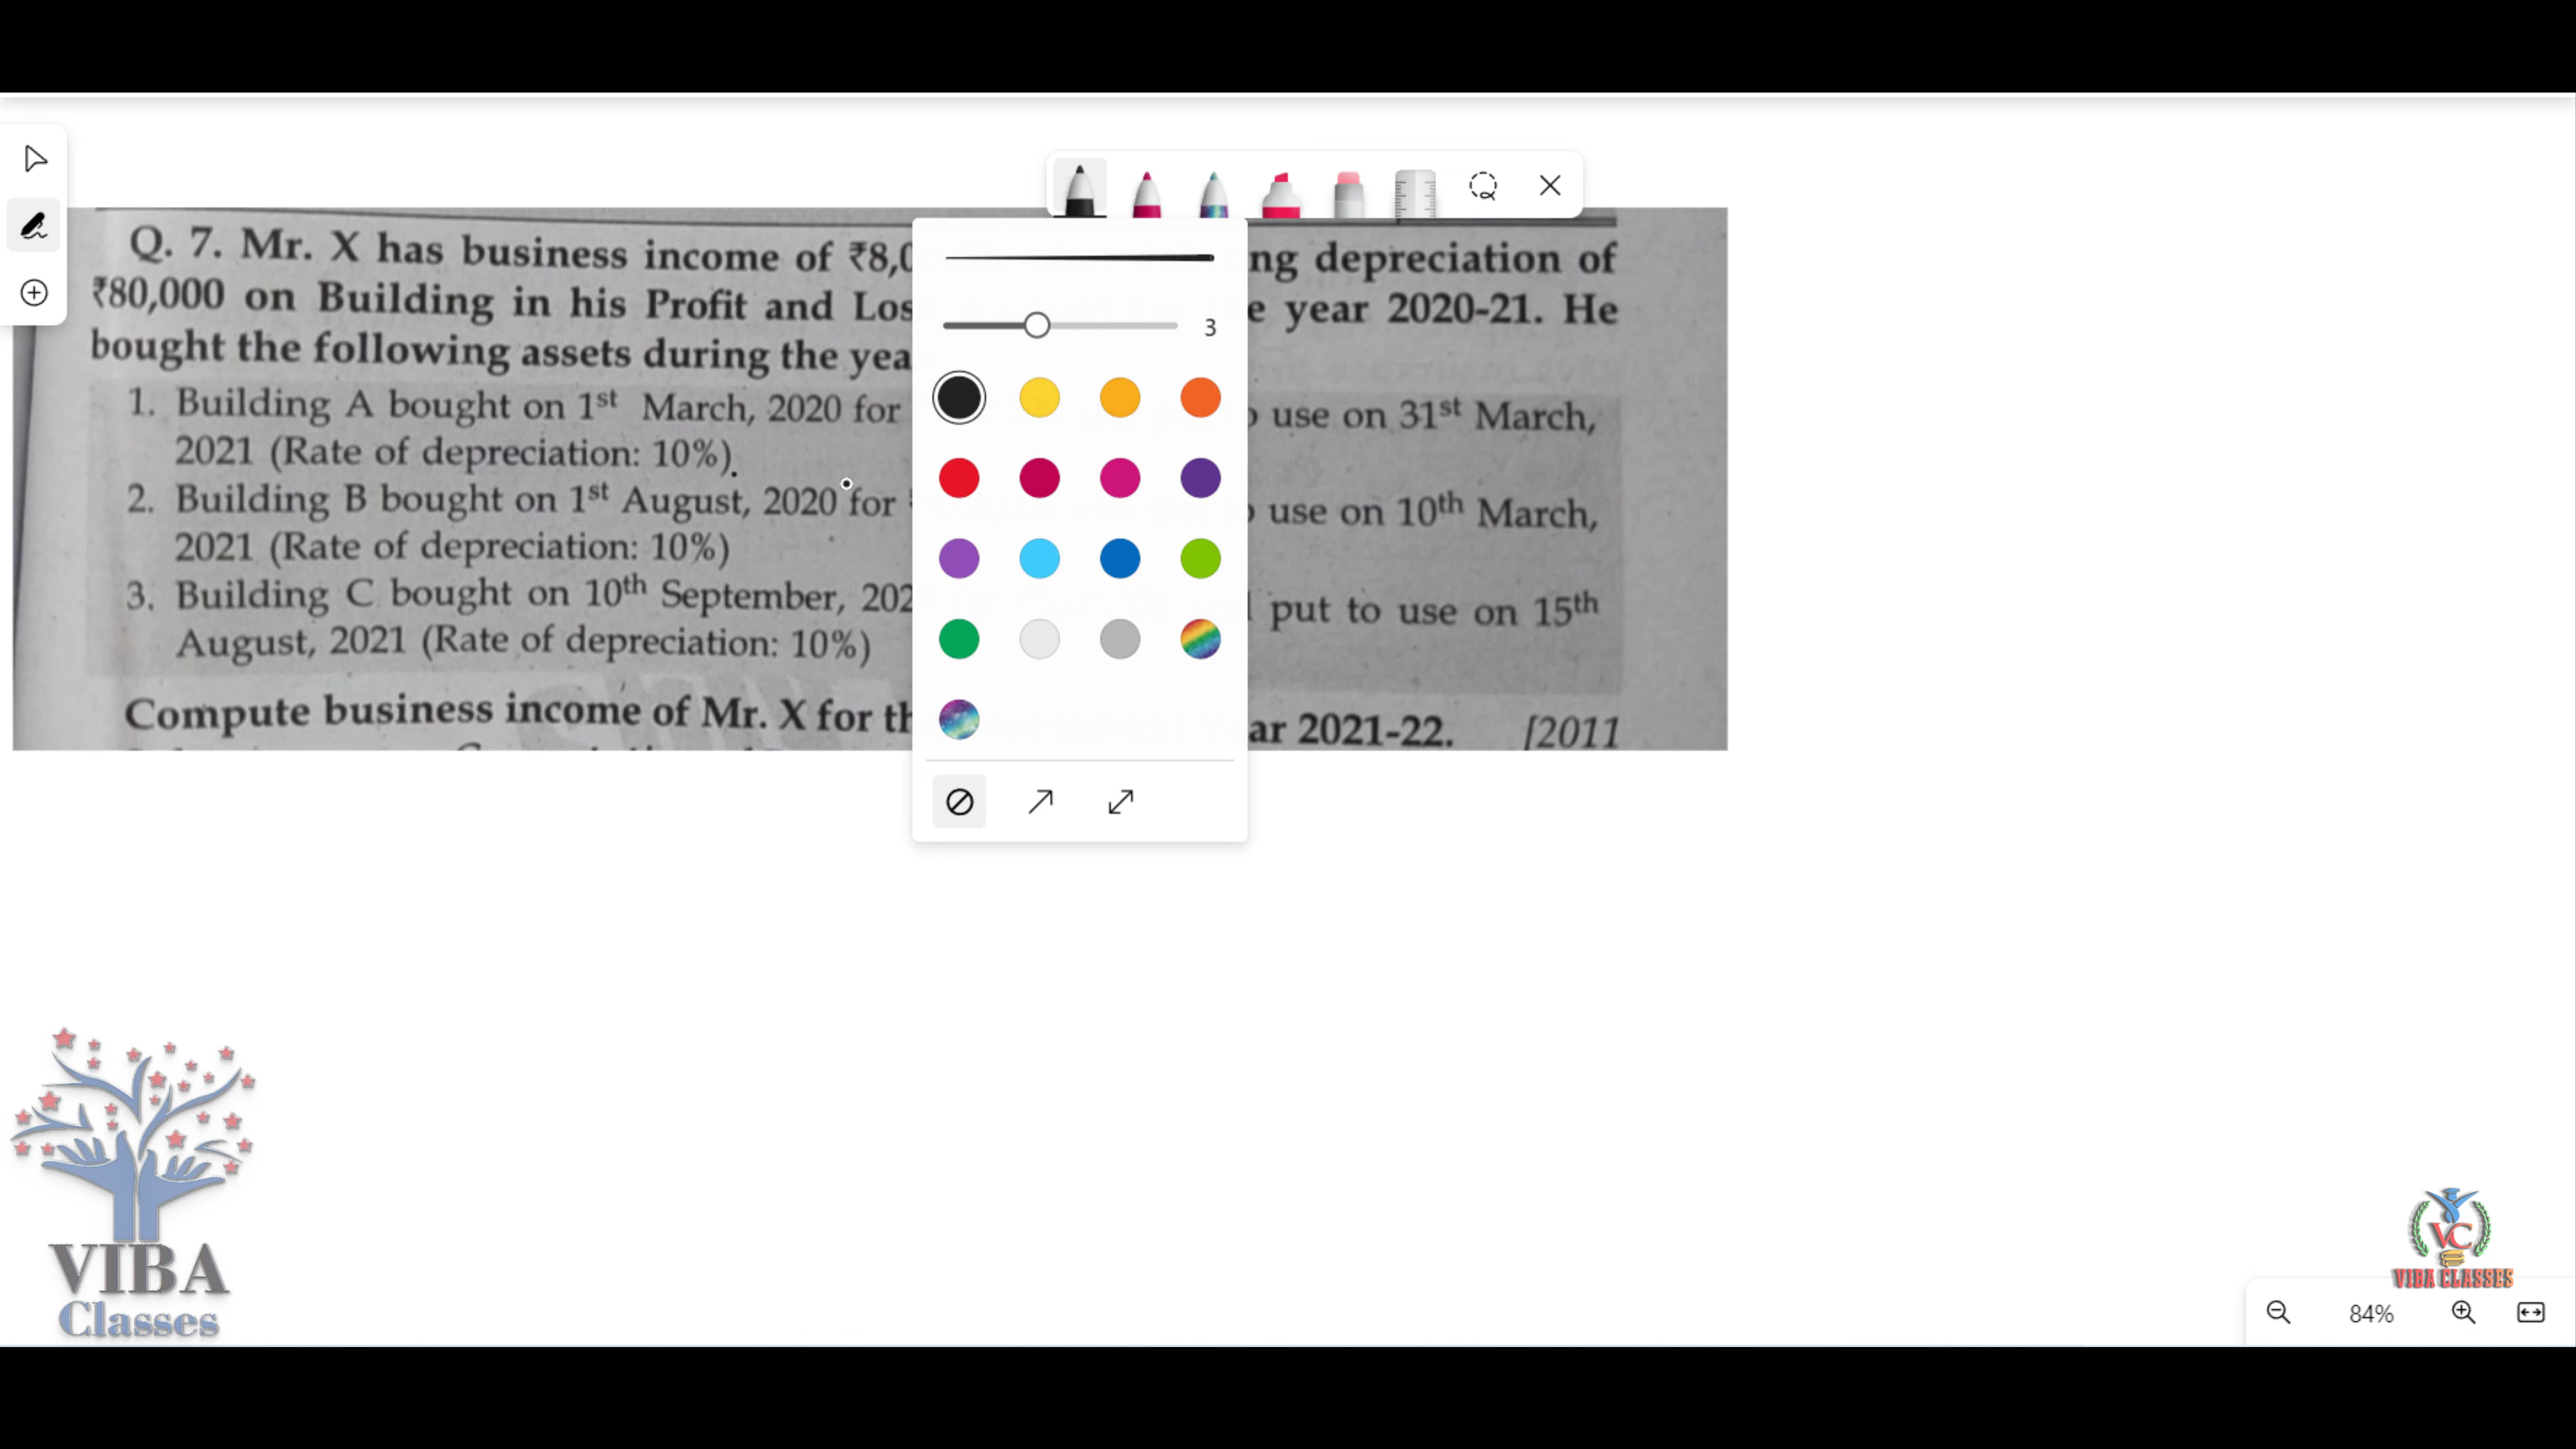 Q. 7. Mr. X has business income of ₹8,0 ng depreciation of
₹80,000 on Building in his Profit and Los e year 2020-21. He
bought the following assets during the yea
1. Building A bought on 1st March, 2020 for use on 31st March,
2021 (Rate of depreciation: 10%).
2. Building B bought on 1st August, 2020 for use on 10th March,
2021 (Rate of depreciation: 10%)
3. Building C bought on 10th September, 202 put to use on 15th
August, 2021 (Rate of depreciation: 10%)
Compute business income of Mr. X for th ar 2021-22. [2011
3
VIBA
Classes
VC
VIBA CLASSES
84%